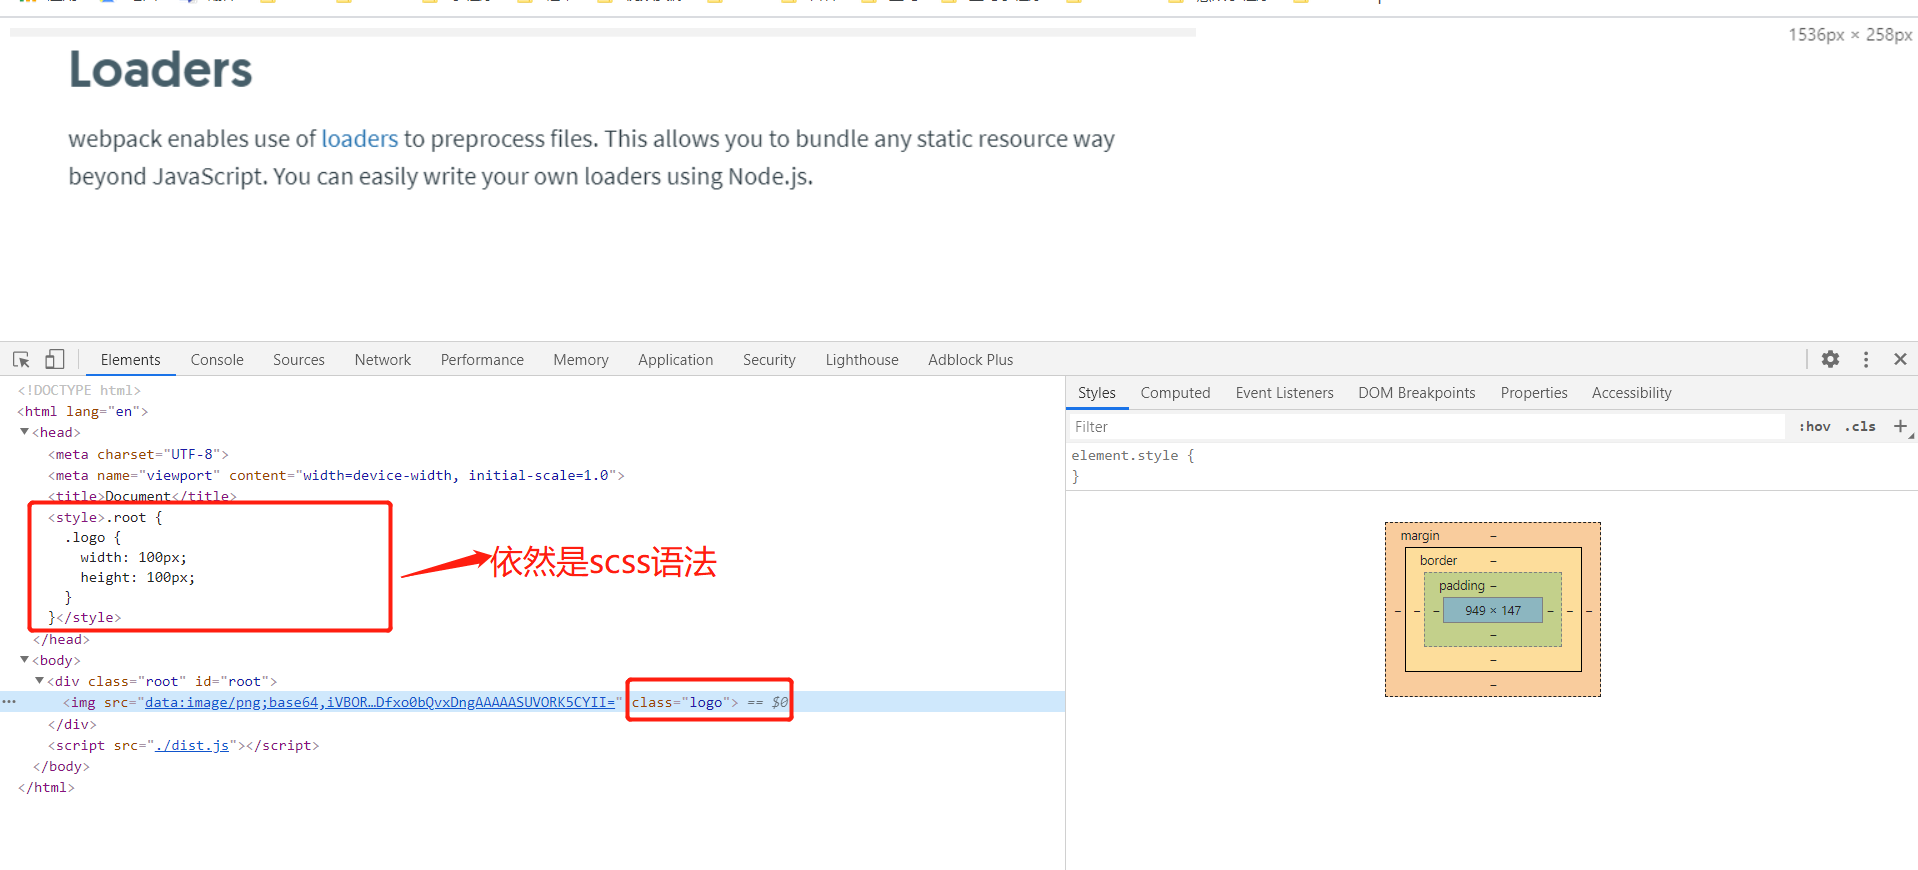 1536px × 258px
Loaders
webpack enables use of loaders to preprocess files. This allows you to bundle any static resource way
beyond JavaScript. You can easily write your own loaders using Node.js.
Elements Console Sources Network Performance Memory Application Security Lighthouse Adblock Plus
<!DOCTYPE html>
<html lang="en">
<head>
<meta charset="UTF-8">
<meta name="viewport" content="width=device-width, initial-scale=1.0">
<title>Document</title>
<style>.root {
.logo {
width: 100px;
height: 100px;
}
}</style>
依然是scss语法
</head>
<body>
<div class="root" id="root">
<img src="data:image/png;base64,iVBOR…Dfxo0bQvxDngAAAAASUVORK5CYII=" class="logo"> == $0
</div>
<script src="./dist.js"></script>
</body>
</html>
Styles Computed Event Listeners DOM Breakpoints Properties Accessibility
Filter :hov .cls +
element.style {
}
margin –
border –
padding –
– – – 949 × 147 – – –
–
–
–